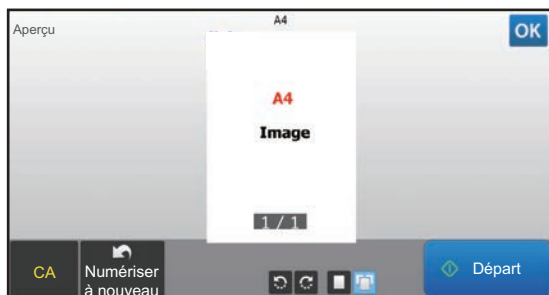 A4
Aperçu
OK
A4
Image
1 / 1
CA
Numériser
à nouveau
Départ